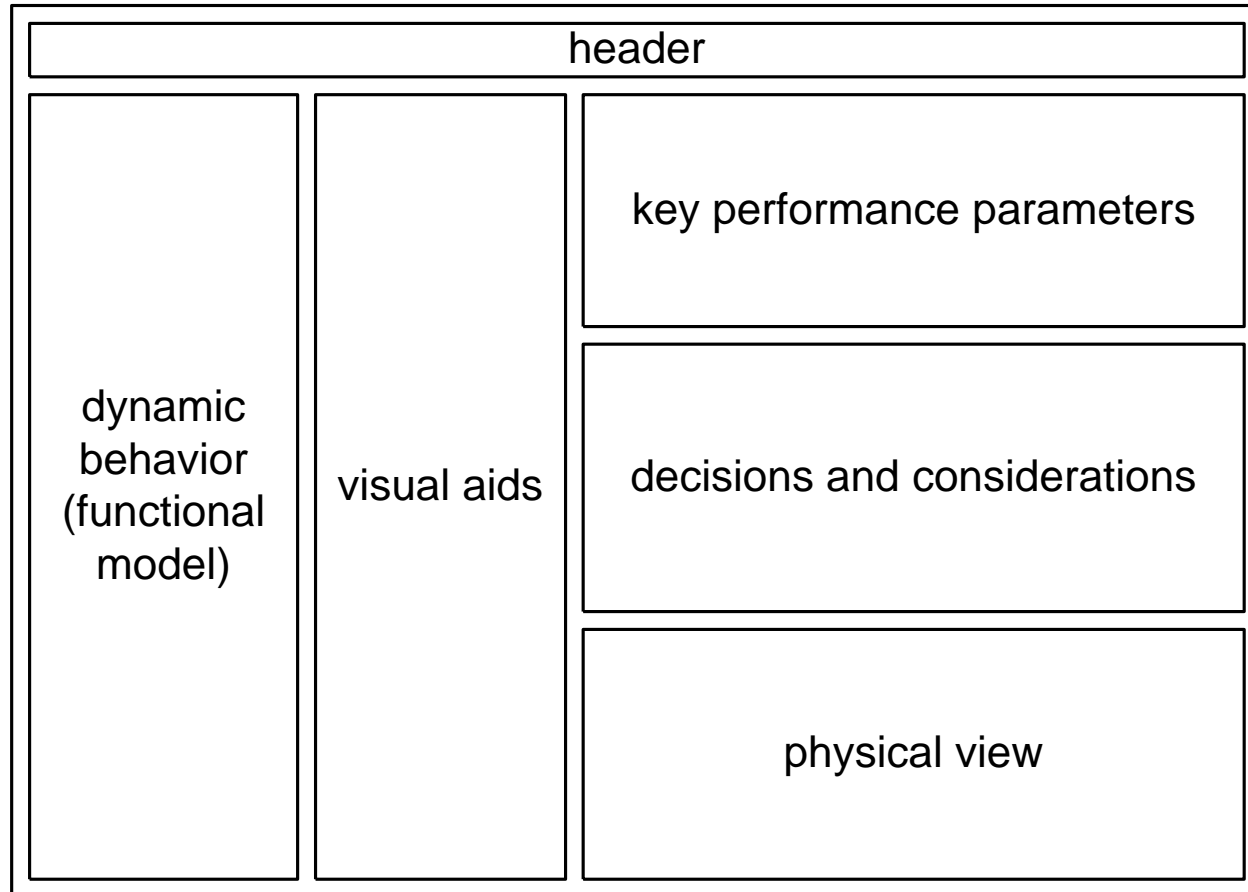 header
dynamic
behavior
(functional
model)
visual aids
key performance parameters
decisions and considerations
physical view